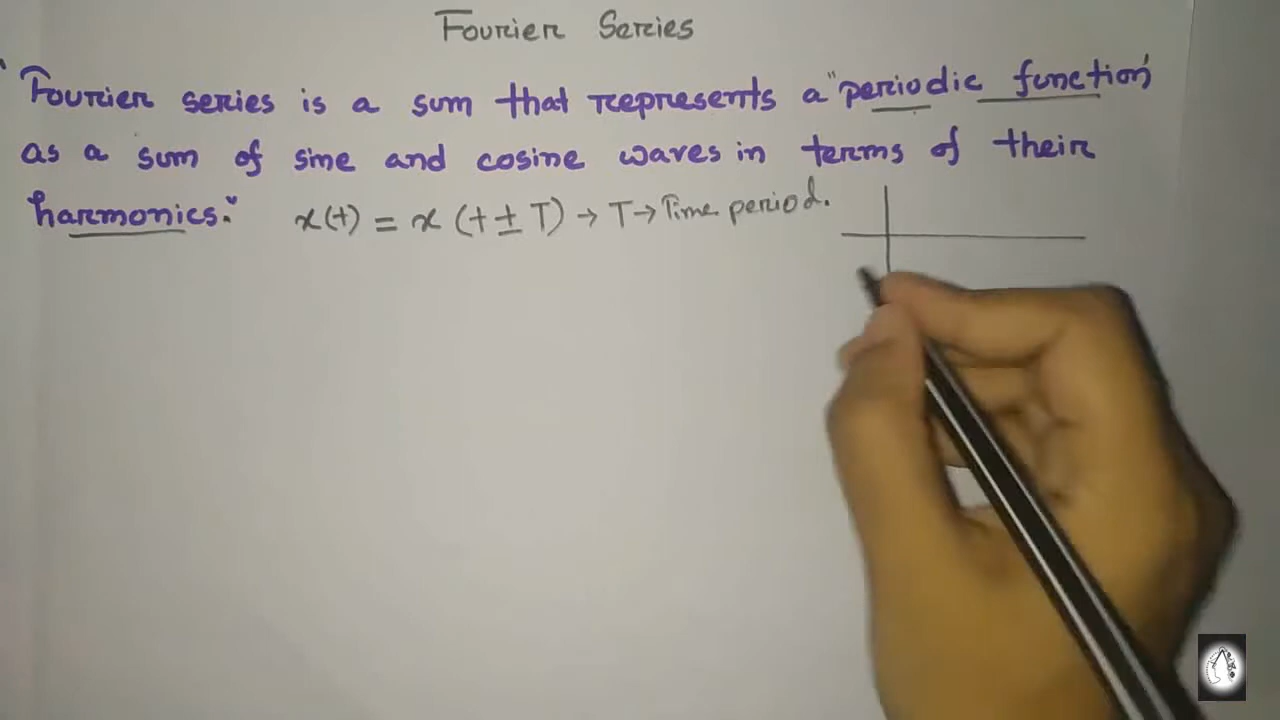 Fourier Series
"Fourier series is a sum that represents a "periodic function"
as a sum of sine and cosine waves in terms of their
harmonics." x(t) = x (t ± T) → T → Time period.